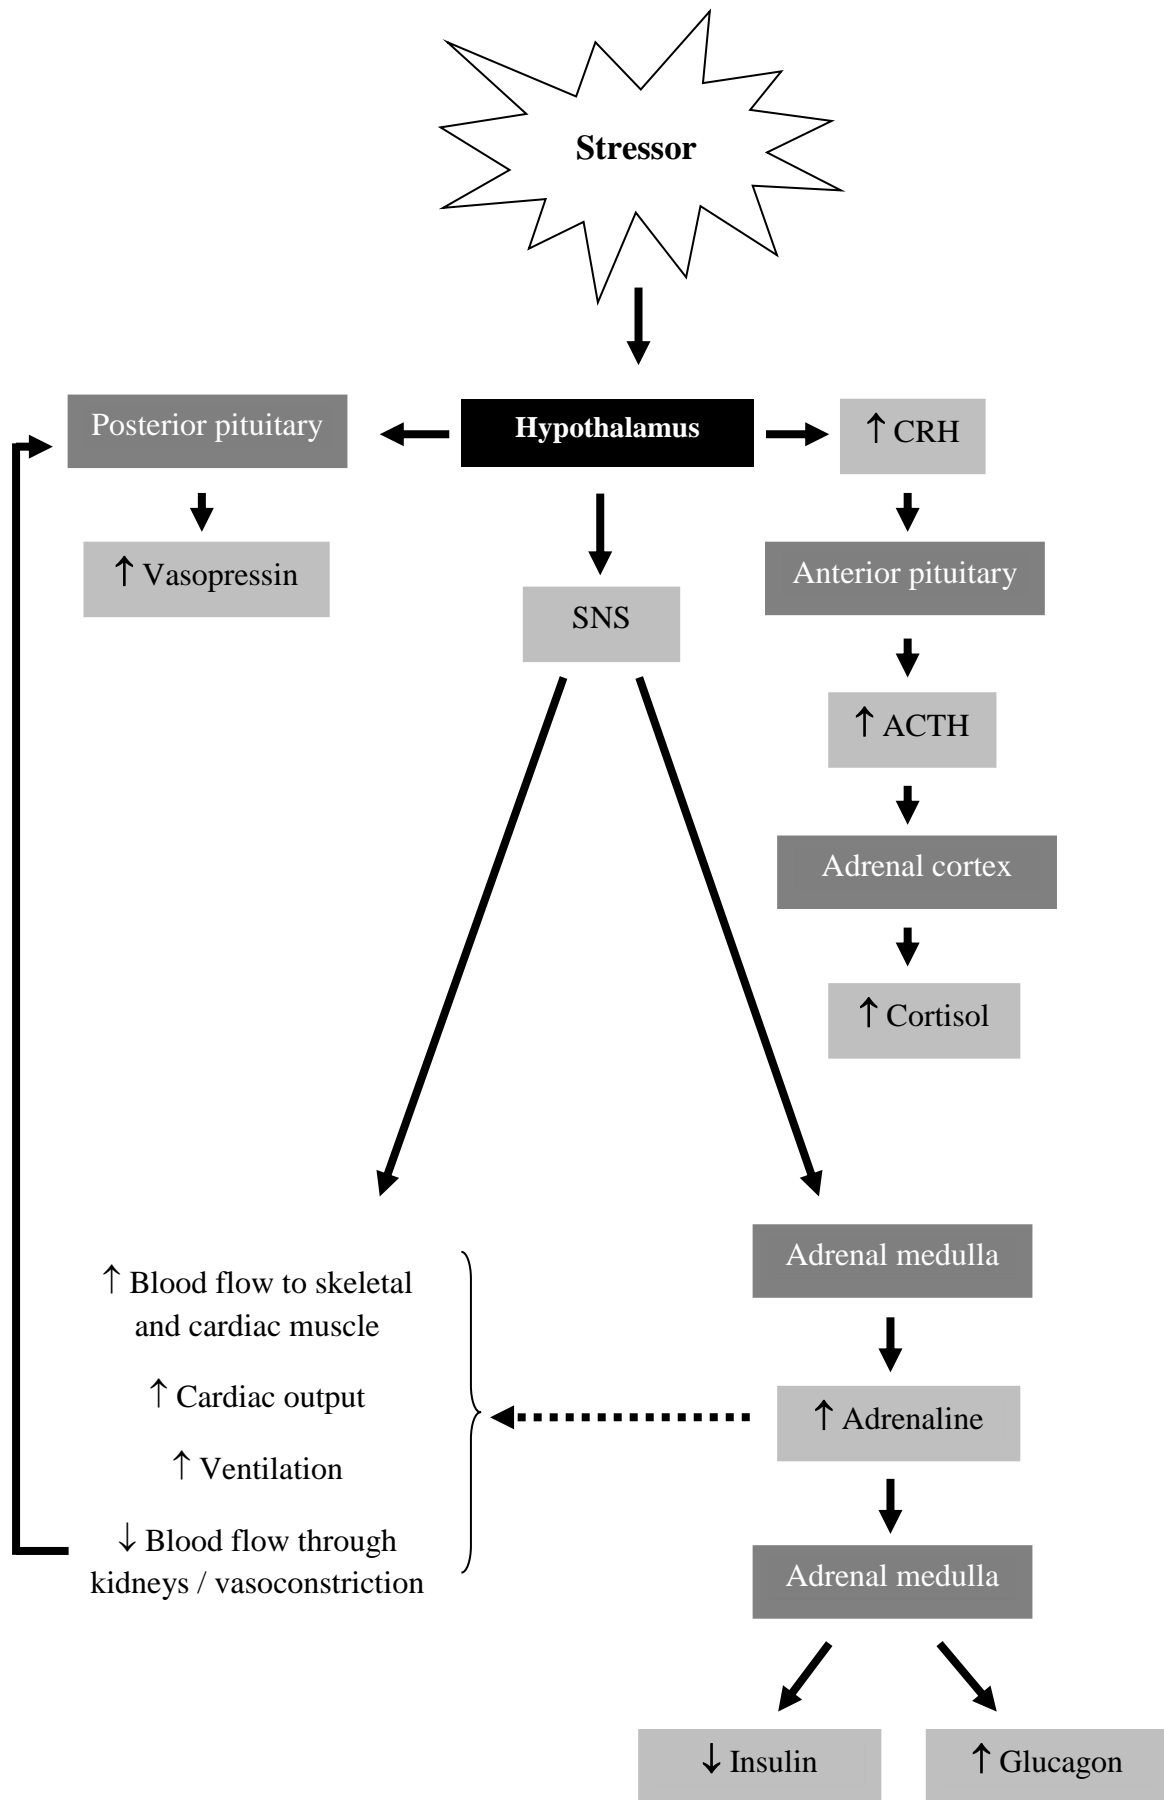 Stressor
Posterior pituitary
Hypothalamus
↑ CRH
↑ Vasopressin
SNS
Anterior pituitary
↑ ACTH
Adrenal cortex
↑ Cortisol
↑ Blood flow to skeletal
and cardiac muscle
↑ Cardiac output
↑ Ventilation
↓ Blood flow through
kidneys / vasoconstriction
Adrenal medulla
↑ Adrenaline
Adrenal medulla
↓ Insulin
↑ Glucagon